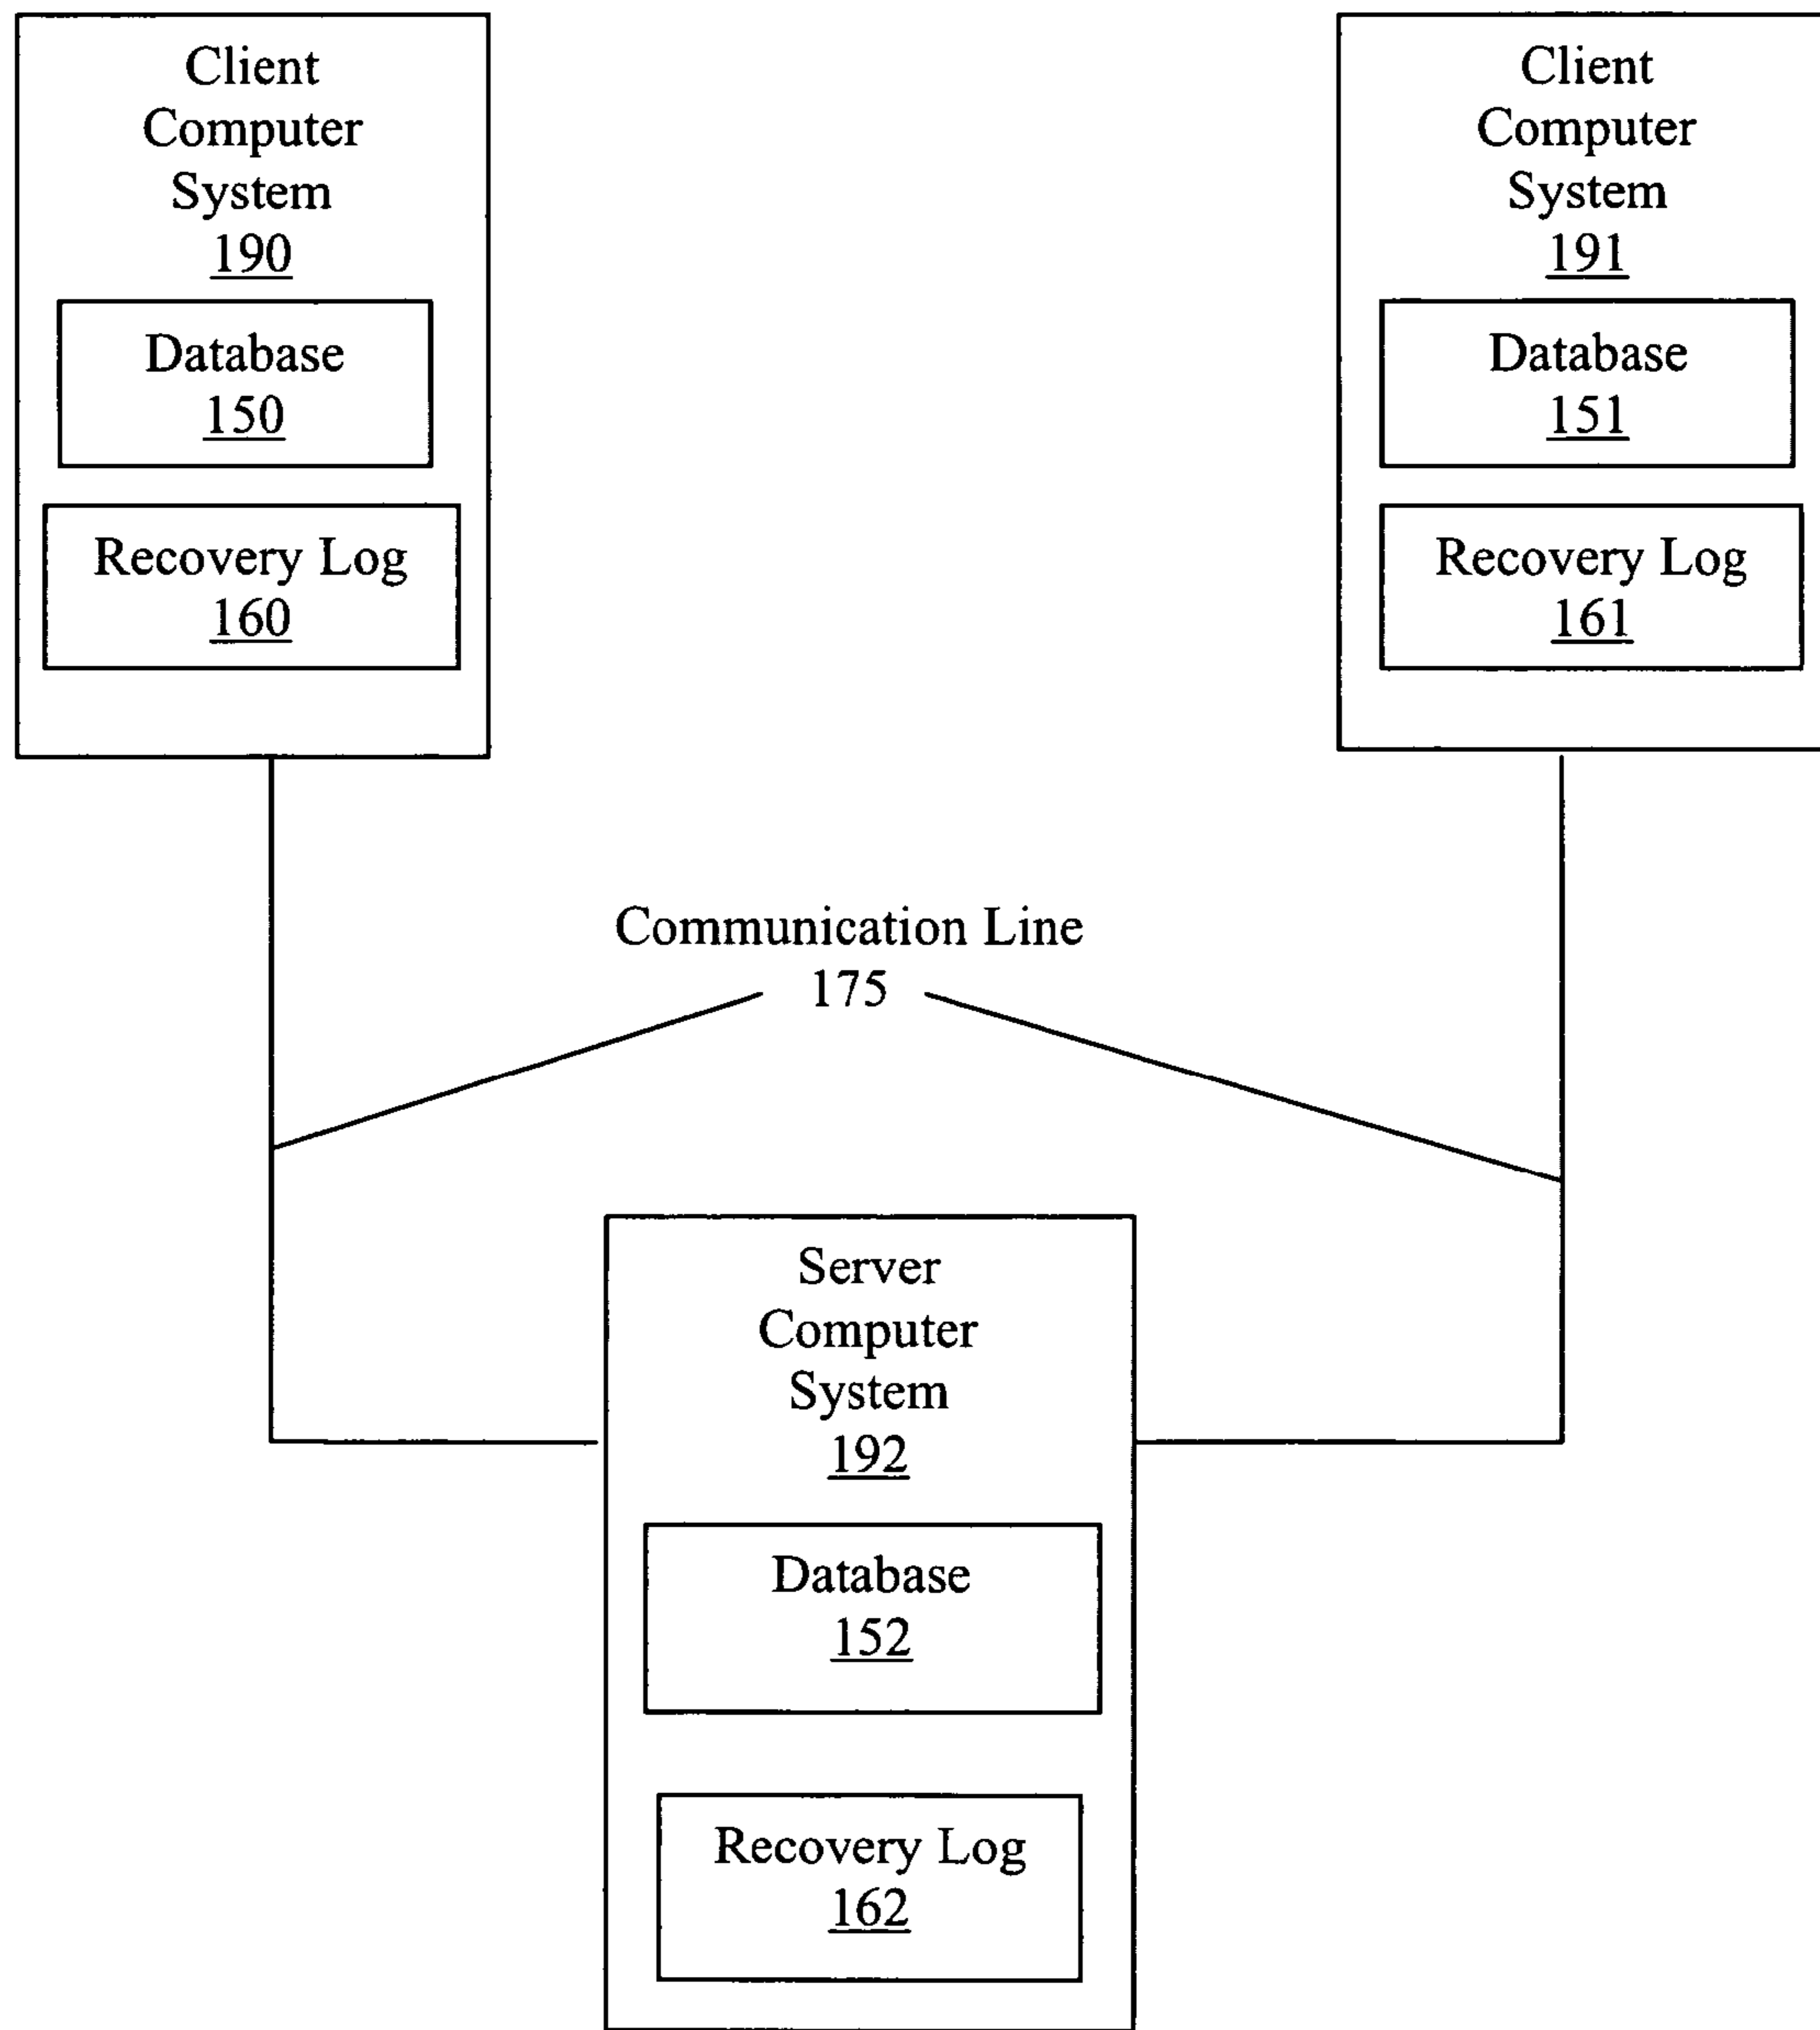 Client
Computer
System
190
Database
150
Recovery Log
160
Client
Computer
System
191
Database
151
Recovery Log
161
Communication Line
175
Server
Computer
System
192
Database
152
Recovery Log
162